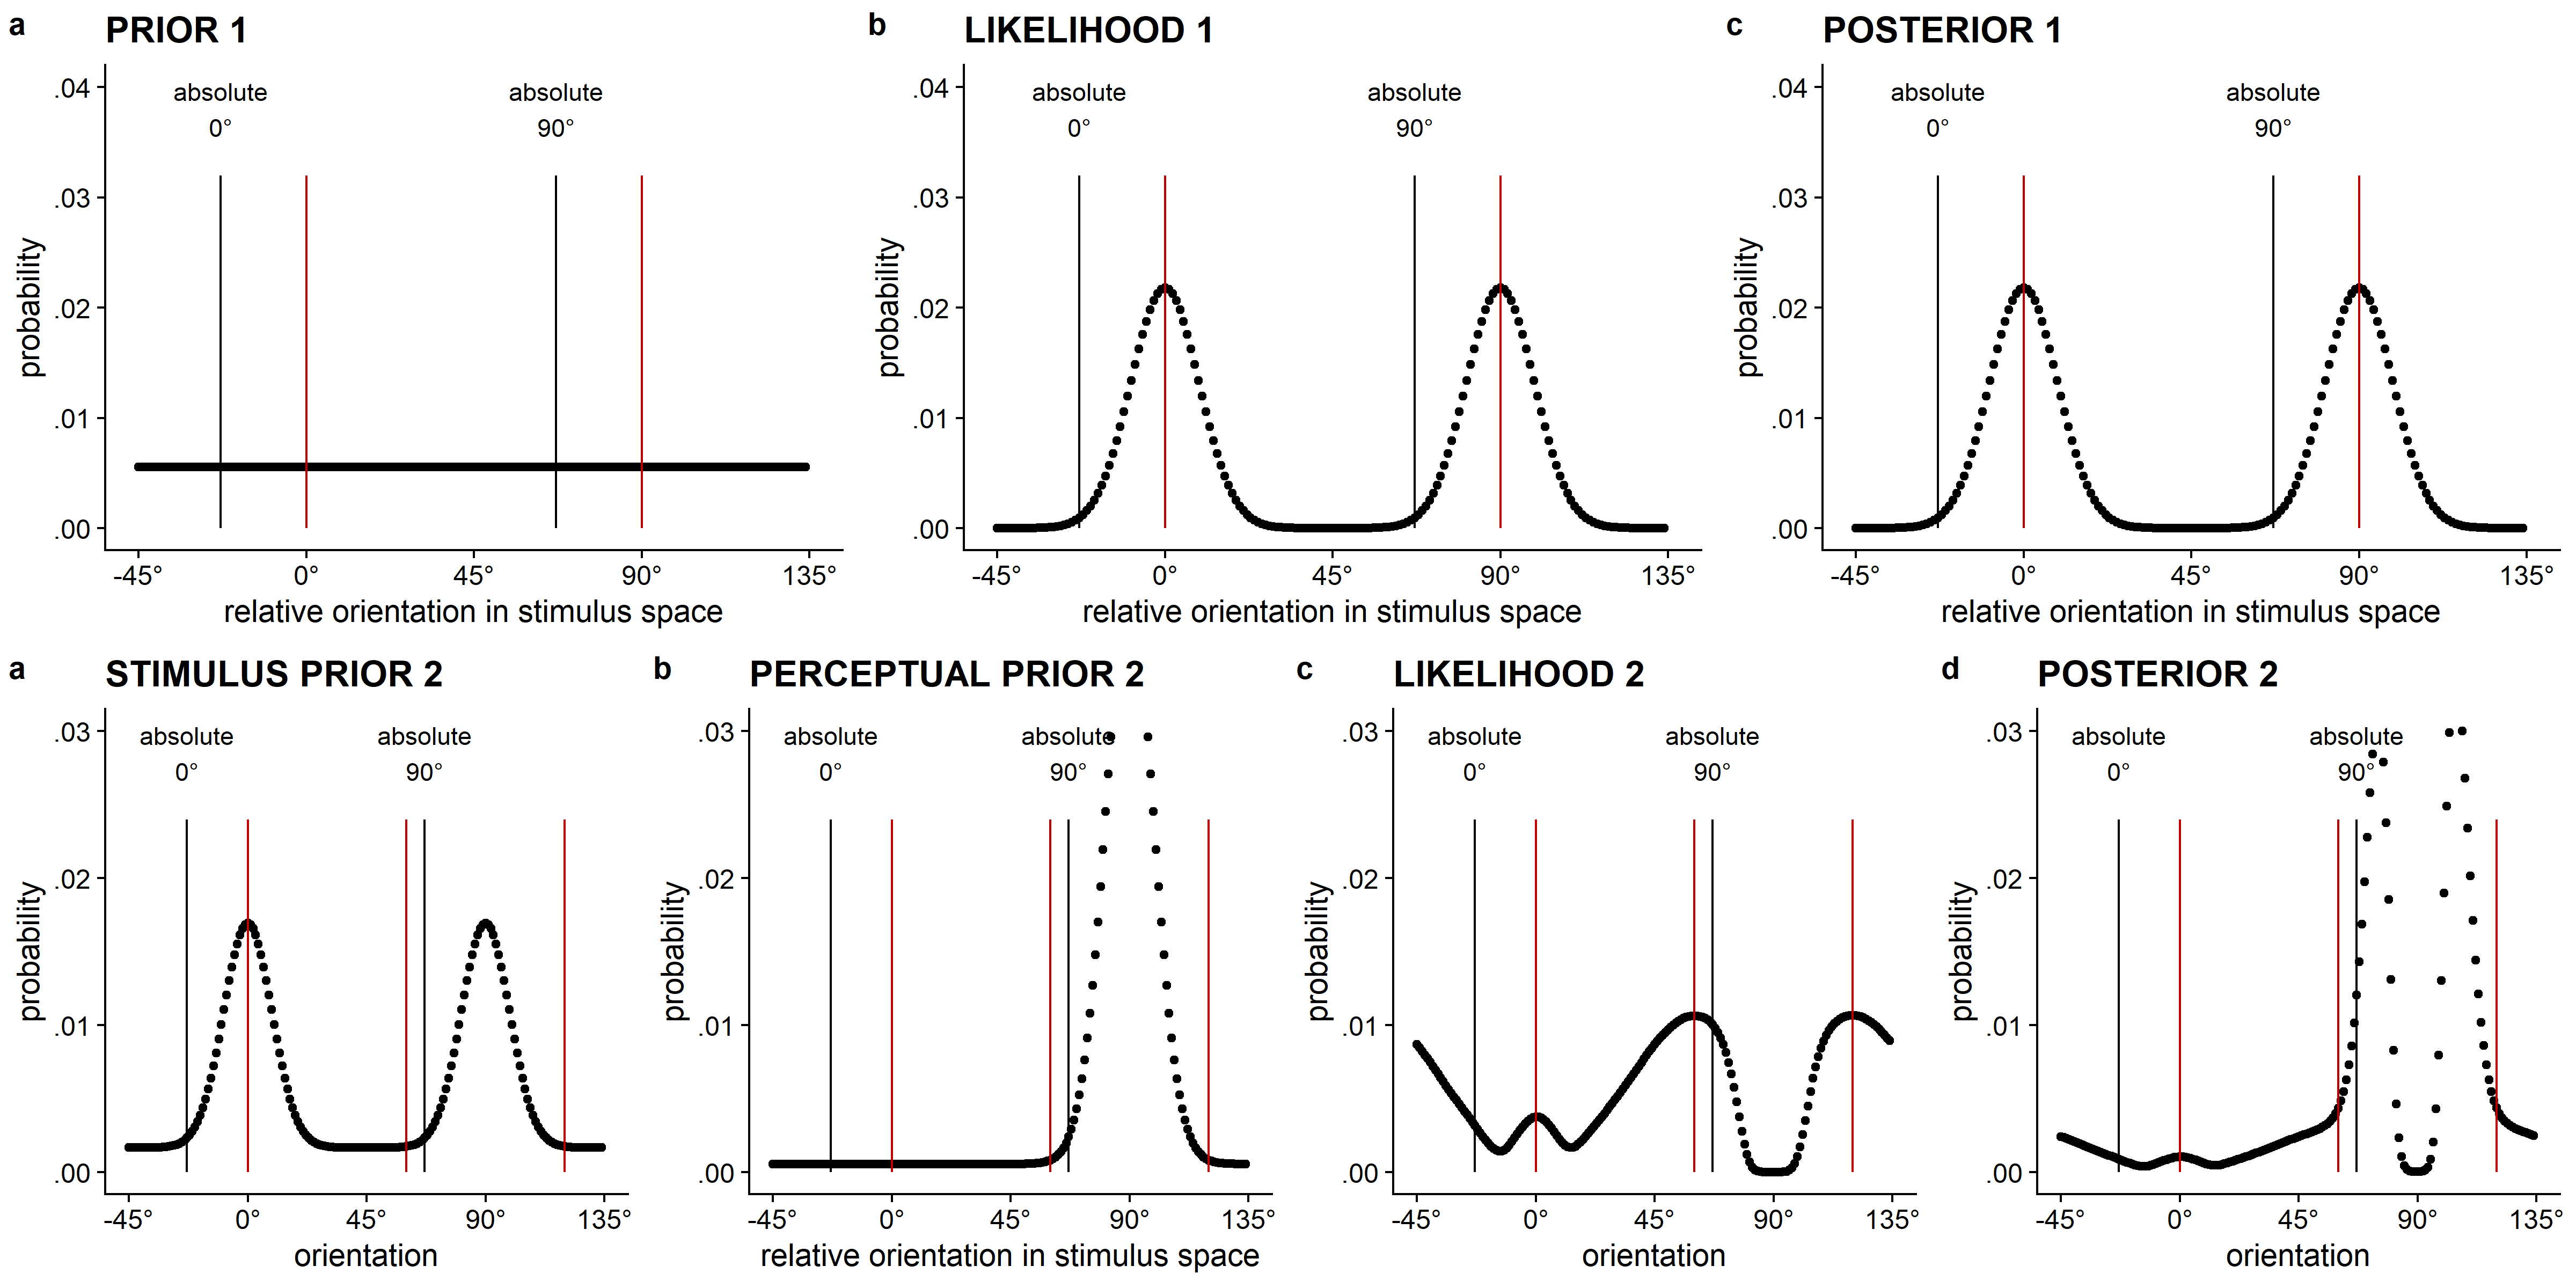 a PRIOR 1
.04
.03
.02
.01
.00
absolute absolute
0° 90°
probability
-45° 0° 45° 90° 135°
relative orientation in stimulus space
b LIKELIHOOD 1
.04
.03
.02
.01
.00
absolute absolute
0° 90°
probability
-45° 0° 45° 90° 135°
relative orientation in stimulus space
c POSTERIOR 1
.04
.03
.02
.01
.00
absolute absolute
0° 90°
probability
-45° 0° 45° 90° 135°
relative orientation in stimulus space
a STIMULUS PRIOR 2
.03
.02
.01
.00
absolute absolute
0° 90°
probability
-45° 0° 45° 90° 135°
orientation
b PERCEPTUAL PRIOR 2
.03
.02
.01
.00
absolute absolute
0° 90°
probability
-45° 0° 45° 90° 135°
relative orientation in stimulus space
c LIKELIHOOD 2
.03
.02
.01
.00
absolute absolute
0° 90°
probability
-45° 0° 45° 90° 135°
orientation
d POSTERIOR 2
.03
.02
.01
.00
absolute absolute
0° 90°
probability
-45° 0° 45° 90° 135°
orientation